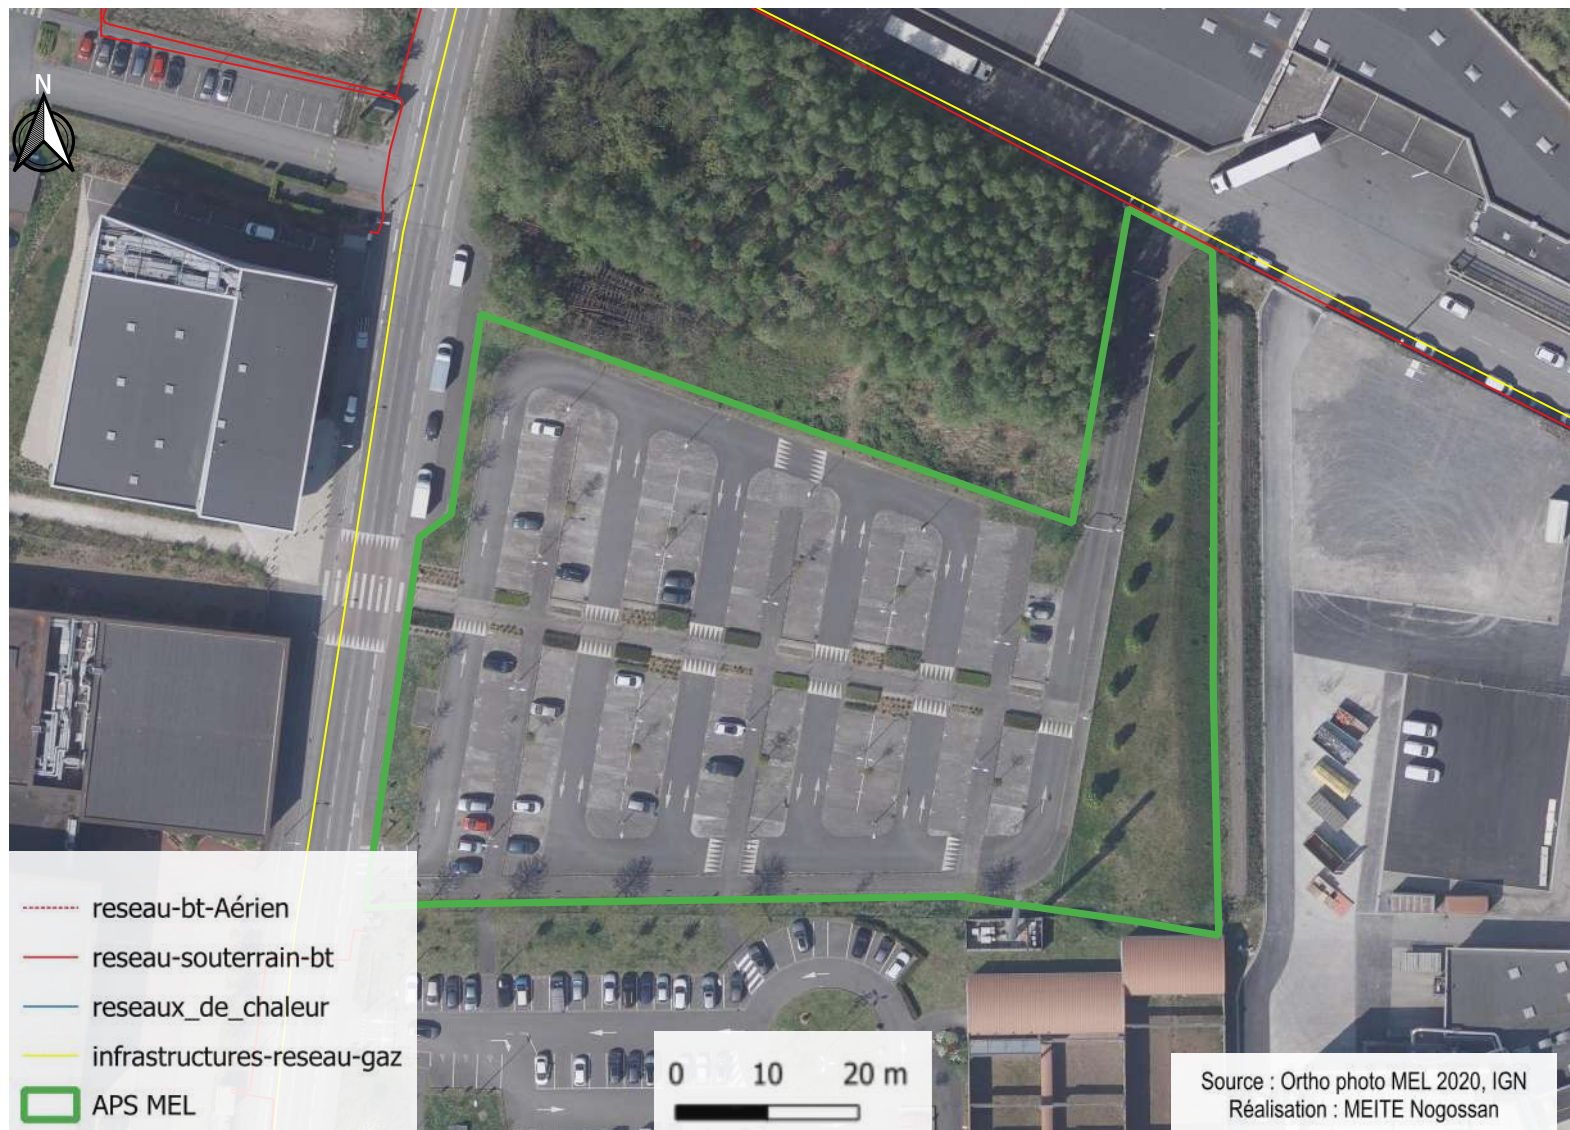 N
reseau-bt-Aérien
reseau-souterrain-bt
reseaux_de_chaleur
infrastructures-reseau-gaz
APS MEL
0 10 20 m
Source : Ortho photo MEL 2020, IGN
Réalisation : MEITE Nogossan